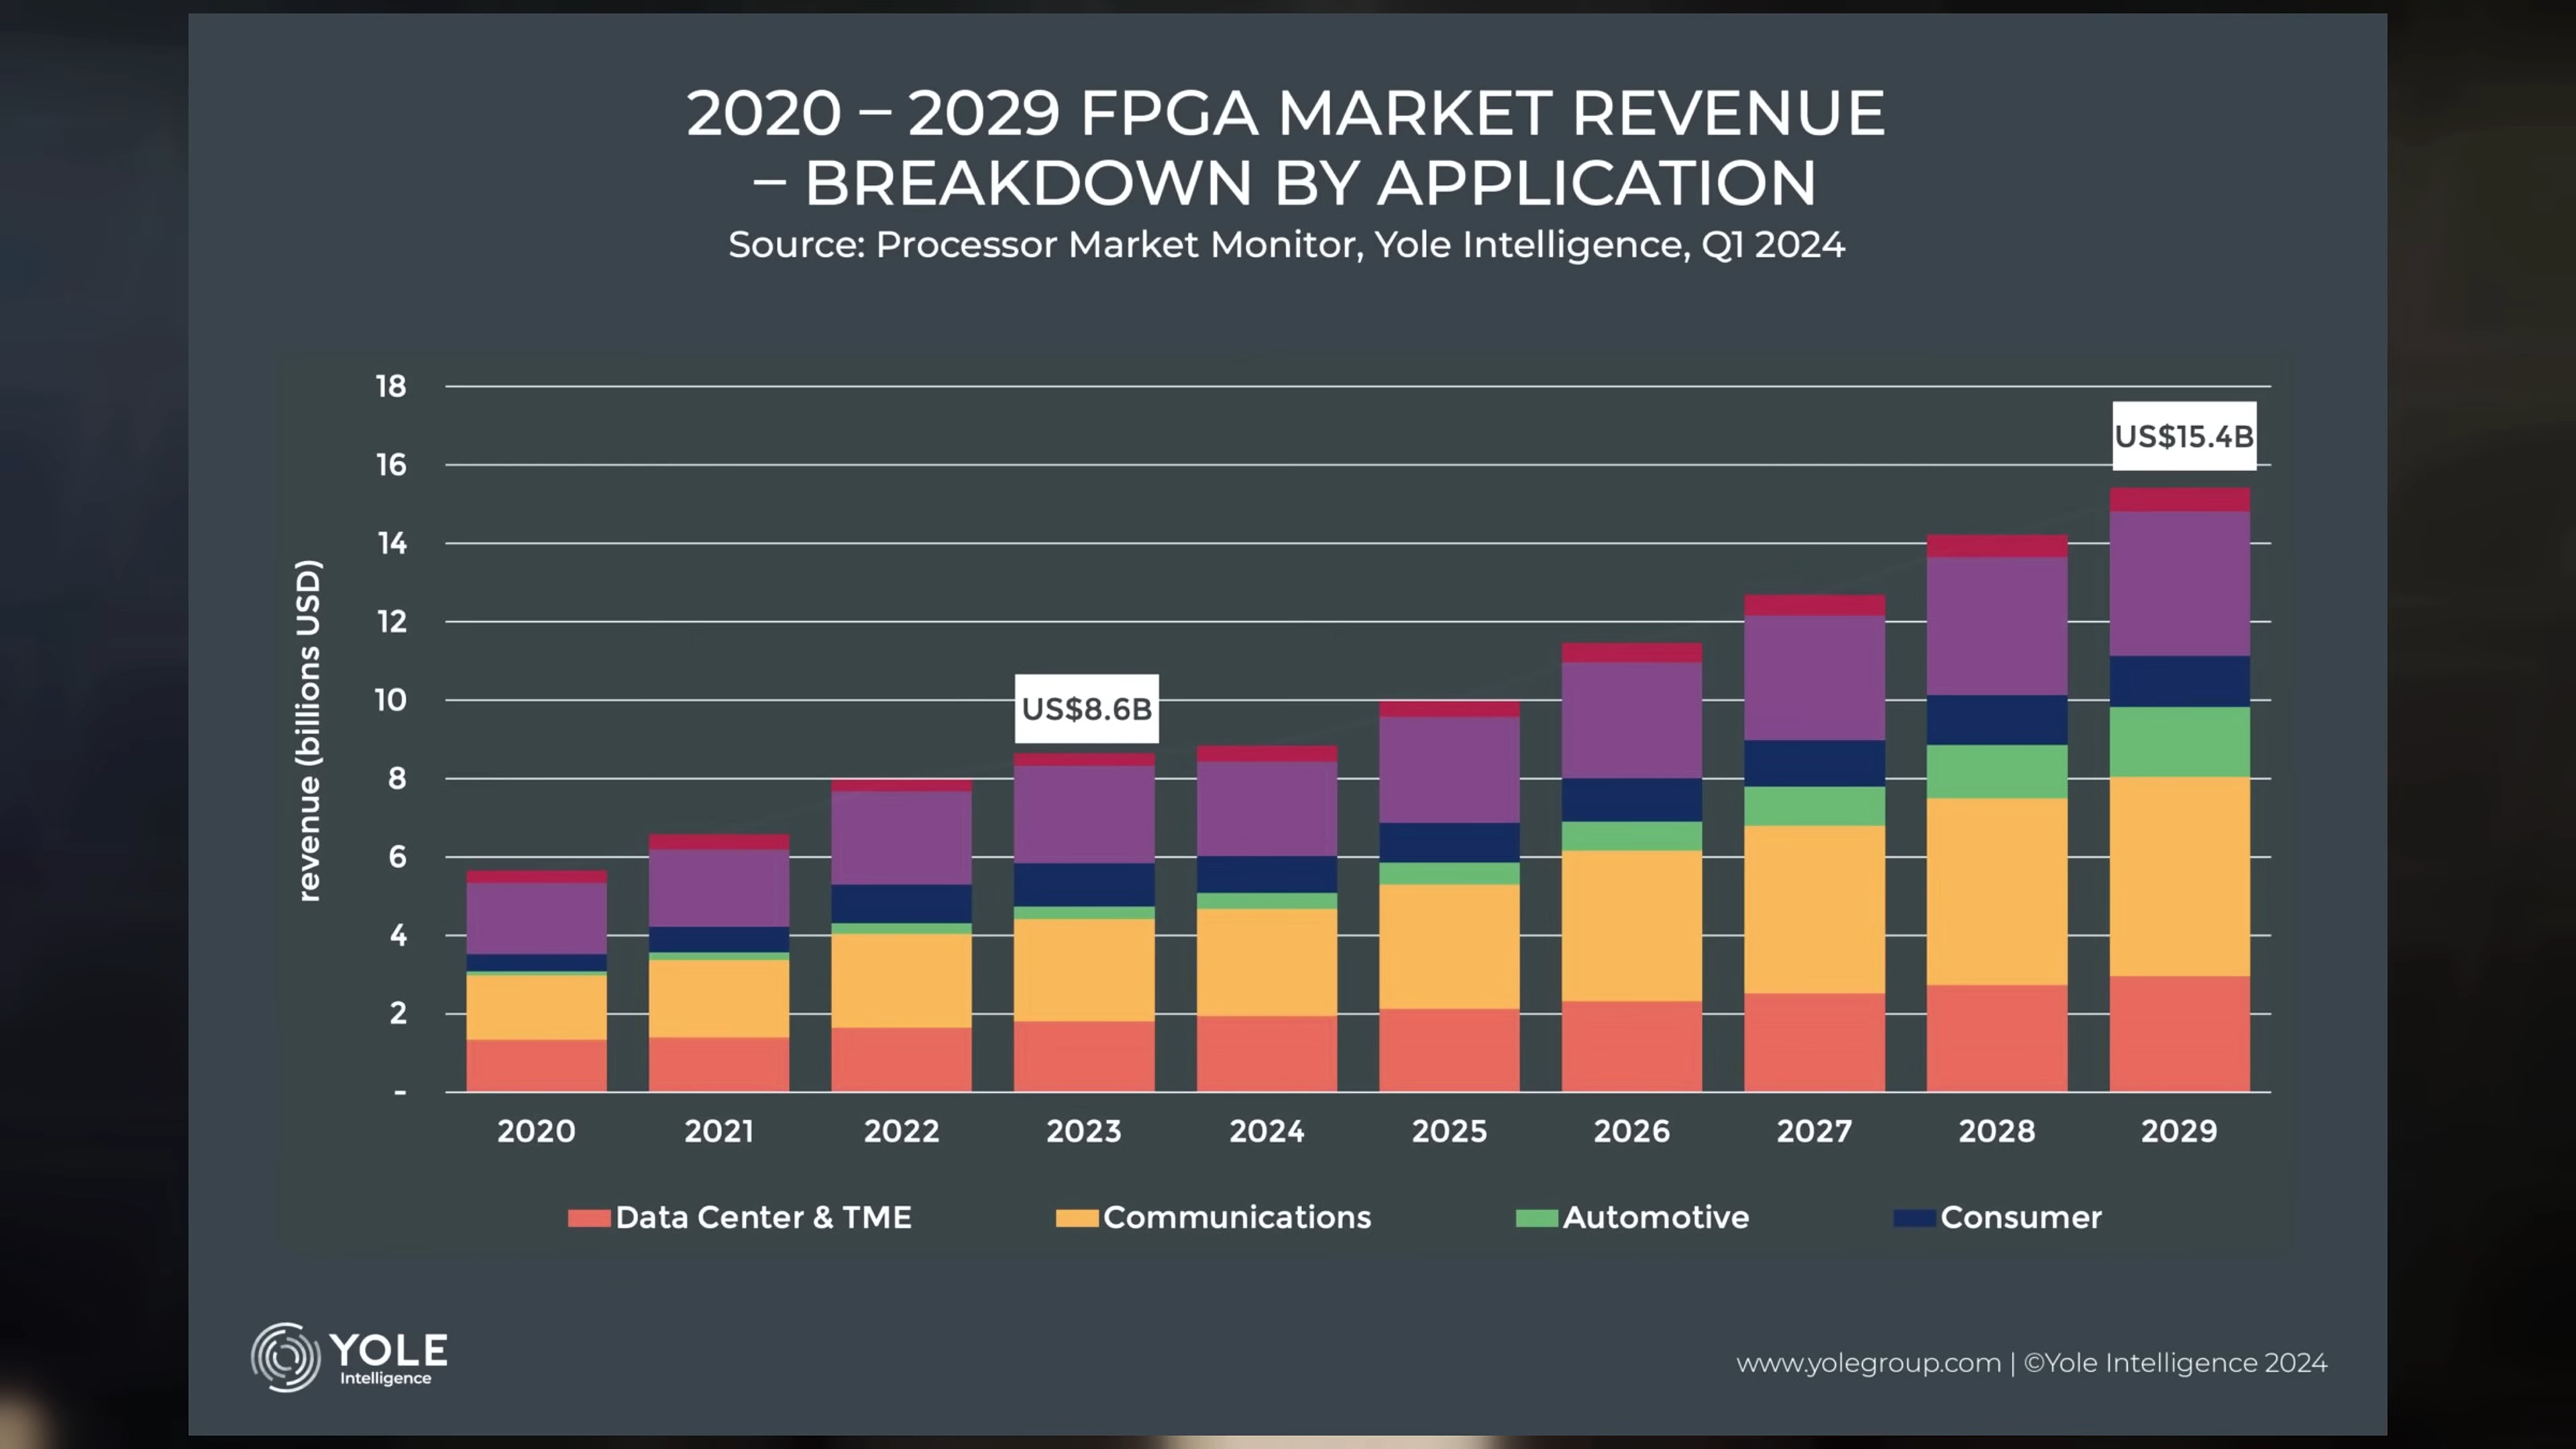 2020 – 2029 FPGA MARKET REVENUE
– BREAKDOWN BY APPLICATION
Source: Processor Market Monitor, Yole Intelligence, Q1 2024
revenue (billions USD)
18
16
14
12
10
8
6
4
2
-
US$8.6B
US$15.4B
2020 2021 2022 2023 2024 2025 2026 2027 2028 2029
Data Center & TME Communications Automotive Consumer
YOLE
Intelligence
www.yolegroup.com | ©Yole Intelligence 2024